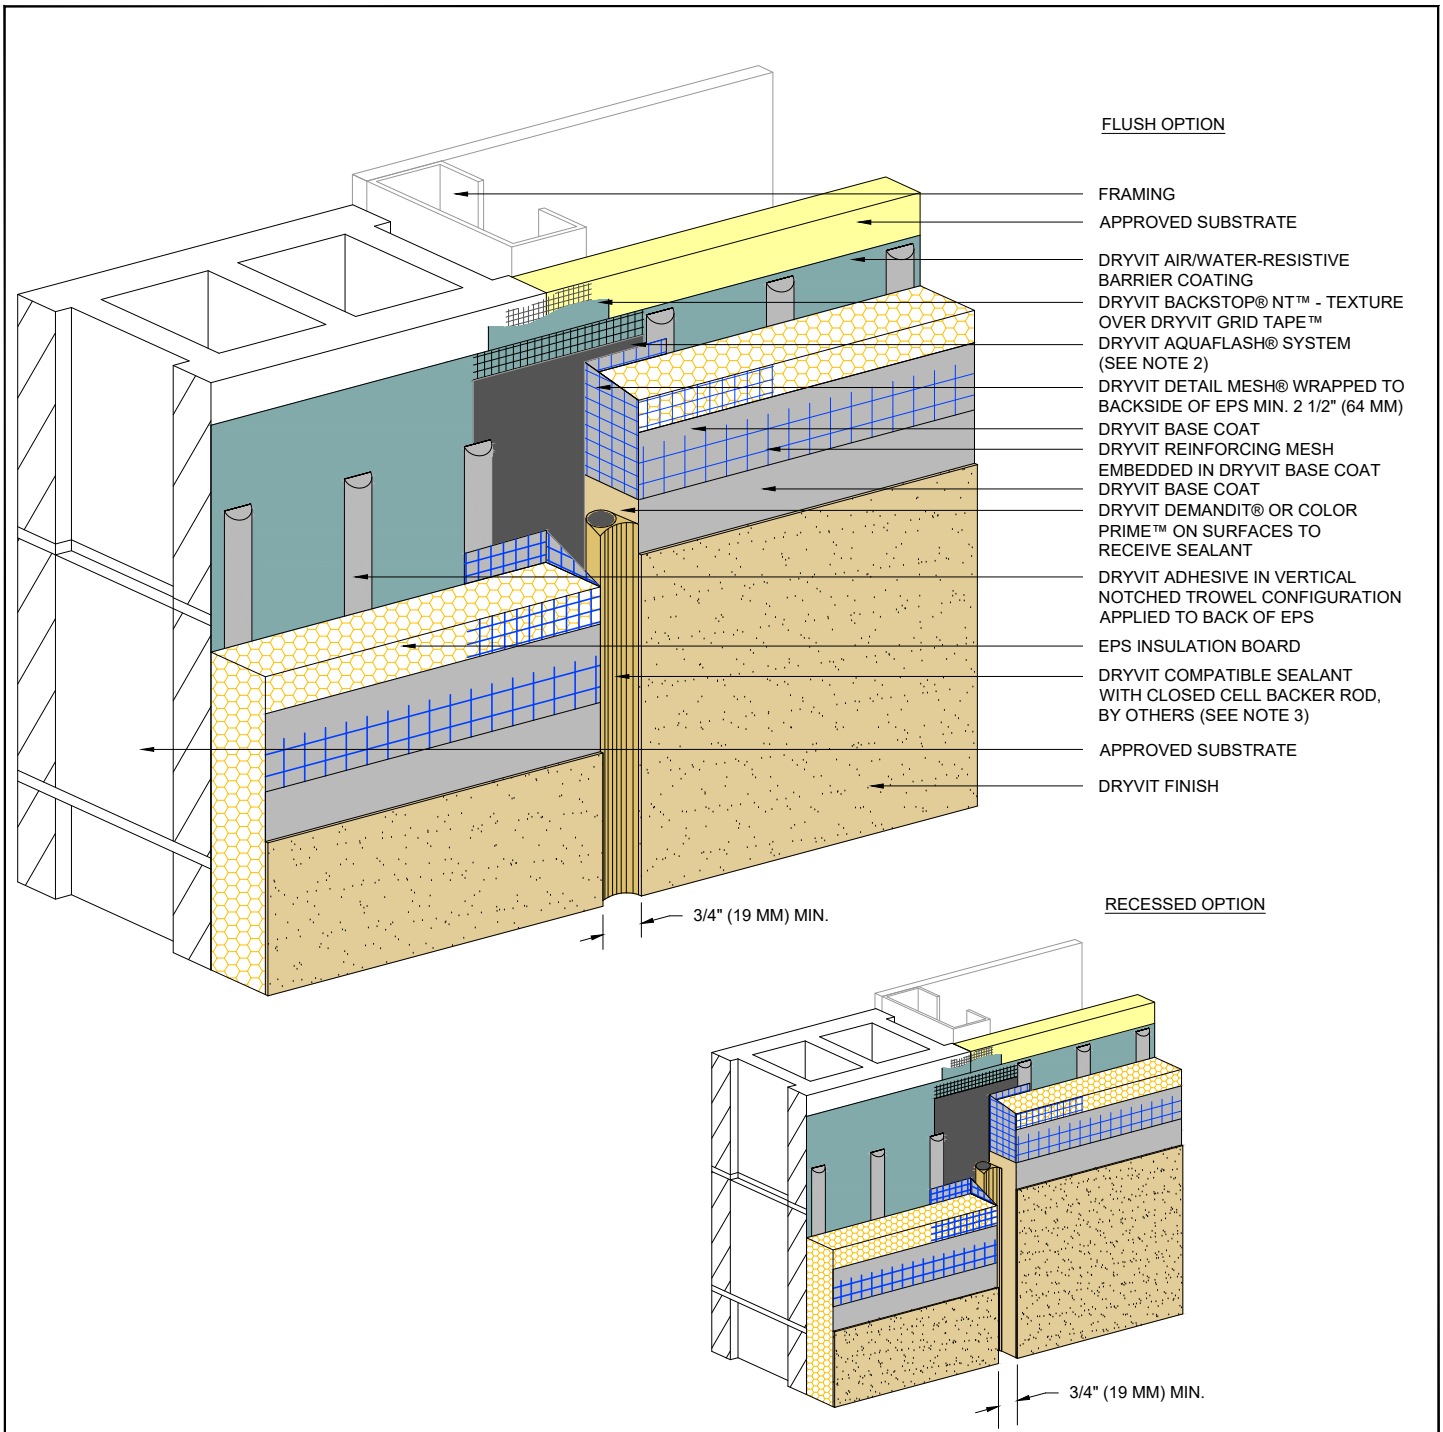 FLUSH OPTION
FRAMING
APPROVED SUBSTRATE
DRYVIT AIR/WATER-RESISTIVE
BARRIER COATING
DRYVIT BACKSTOP® NT™ - TEXTURE
OVER DRYVIT GRID TAPE™
DRYVIT AQUAFLASH® SYSTEM
(SEE NOTE 2)
DRYVIT DETAIL MESH® WRAPPED TO
BACKSIDE OF EPS MIN. 2 1/2" (64 MM)
DRYVIT BASE COAT
DRYVIT REINFORCING MESH
EMBEDDED IN DRYVIT BASE COAT
DRYVIT BASE COAT
DRYVIT DEMANDIT® OR COLOR
PRIME™ ON SURFACES TO
RECEIVE SEALANT
DRYVIT ADHESIVE IN VERTICAL
NOTCHED TROWEL CONFIGURATION
APPLIED TO BACK OF EPS
EPS INSULATION BOARD
DRYVIT COMPATIBLE SEALANT
WITH CLOSED CELL BACKER ROD,
BY OTHERS (SEE NOTE 3)
APPROVED SUBSTRATE
DRYVIT FINISH
3/4" (19 MM) MIN.
RECESSED OPTION
3/4" (19 MM) MIN.